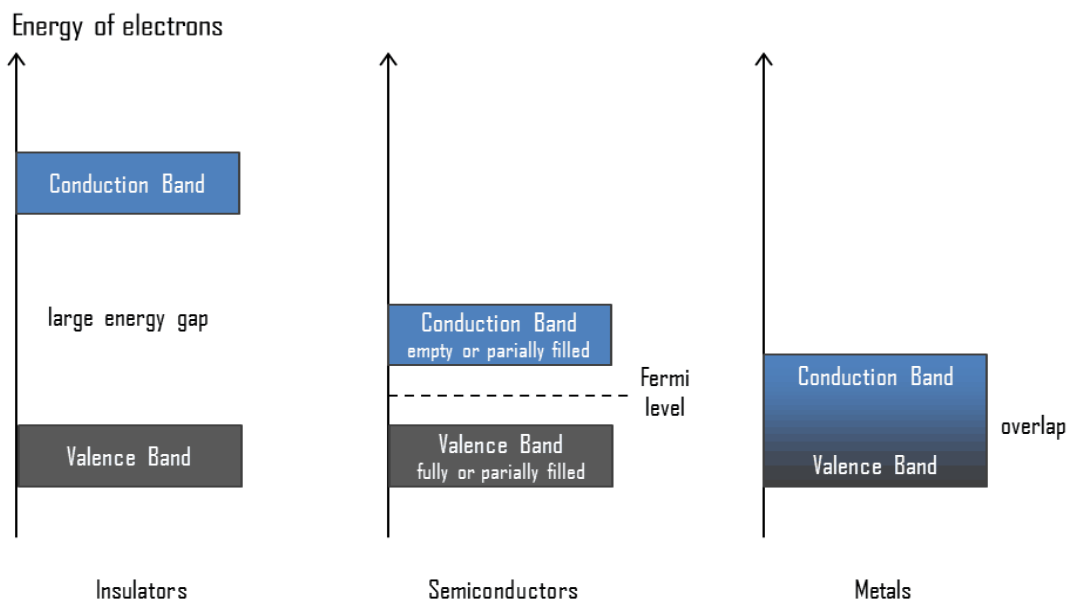 Energy of electrons
Conduction Band
large energy gap
Valence Band
Insulators
Conduction Band
empty or parially filled
Fermi
level
Valence Band
fully or partially filled
Semiconductors
Conduction Band
Valence Band
overlap
Metals